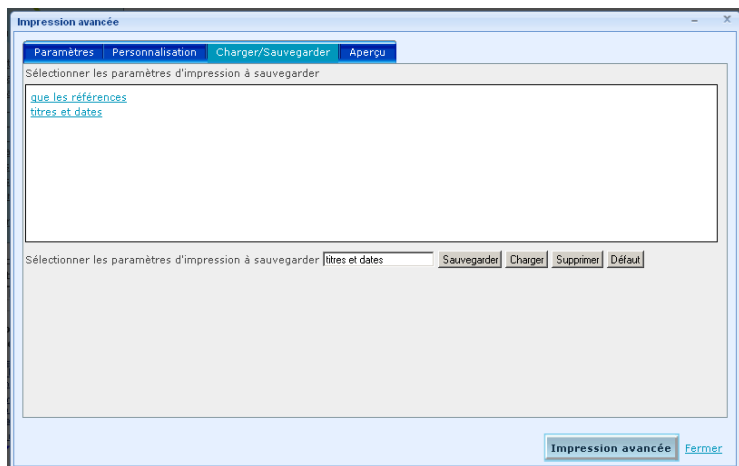 Impression avancée
Paramètres Personnalisation Charger/Sauvegarder Aperçu
Sélectionner les paramètres d'impression à sauvegarder
que les références
titres et dates
Sélectionner les paramètres d'impression à sauvegarder titres et dates Sauvegarder Charger Supprimer Défaut
Impression avancée Fermer